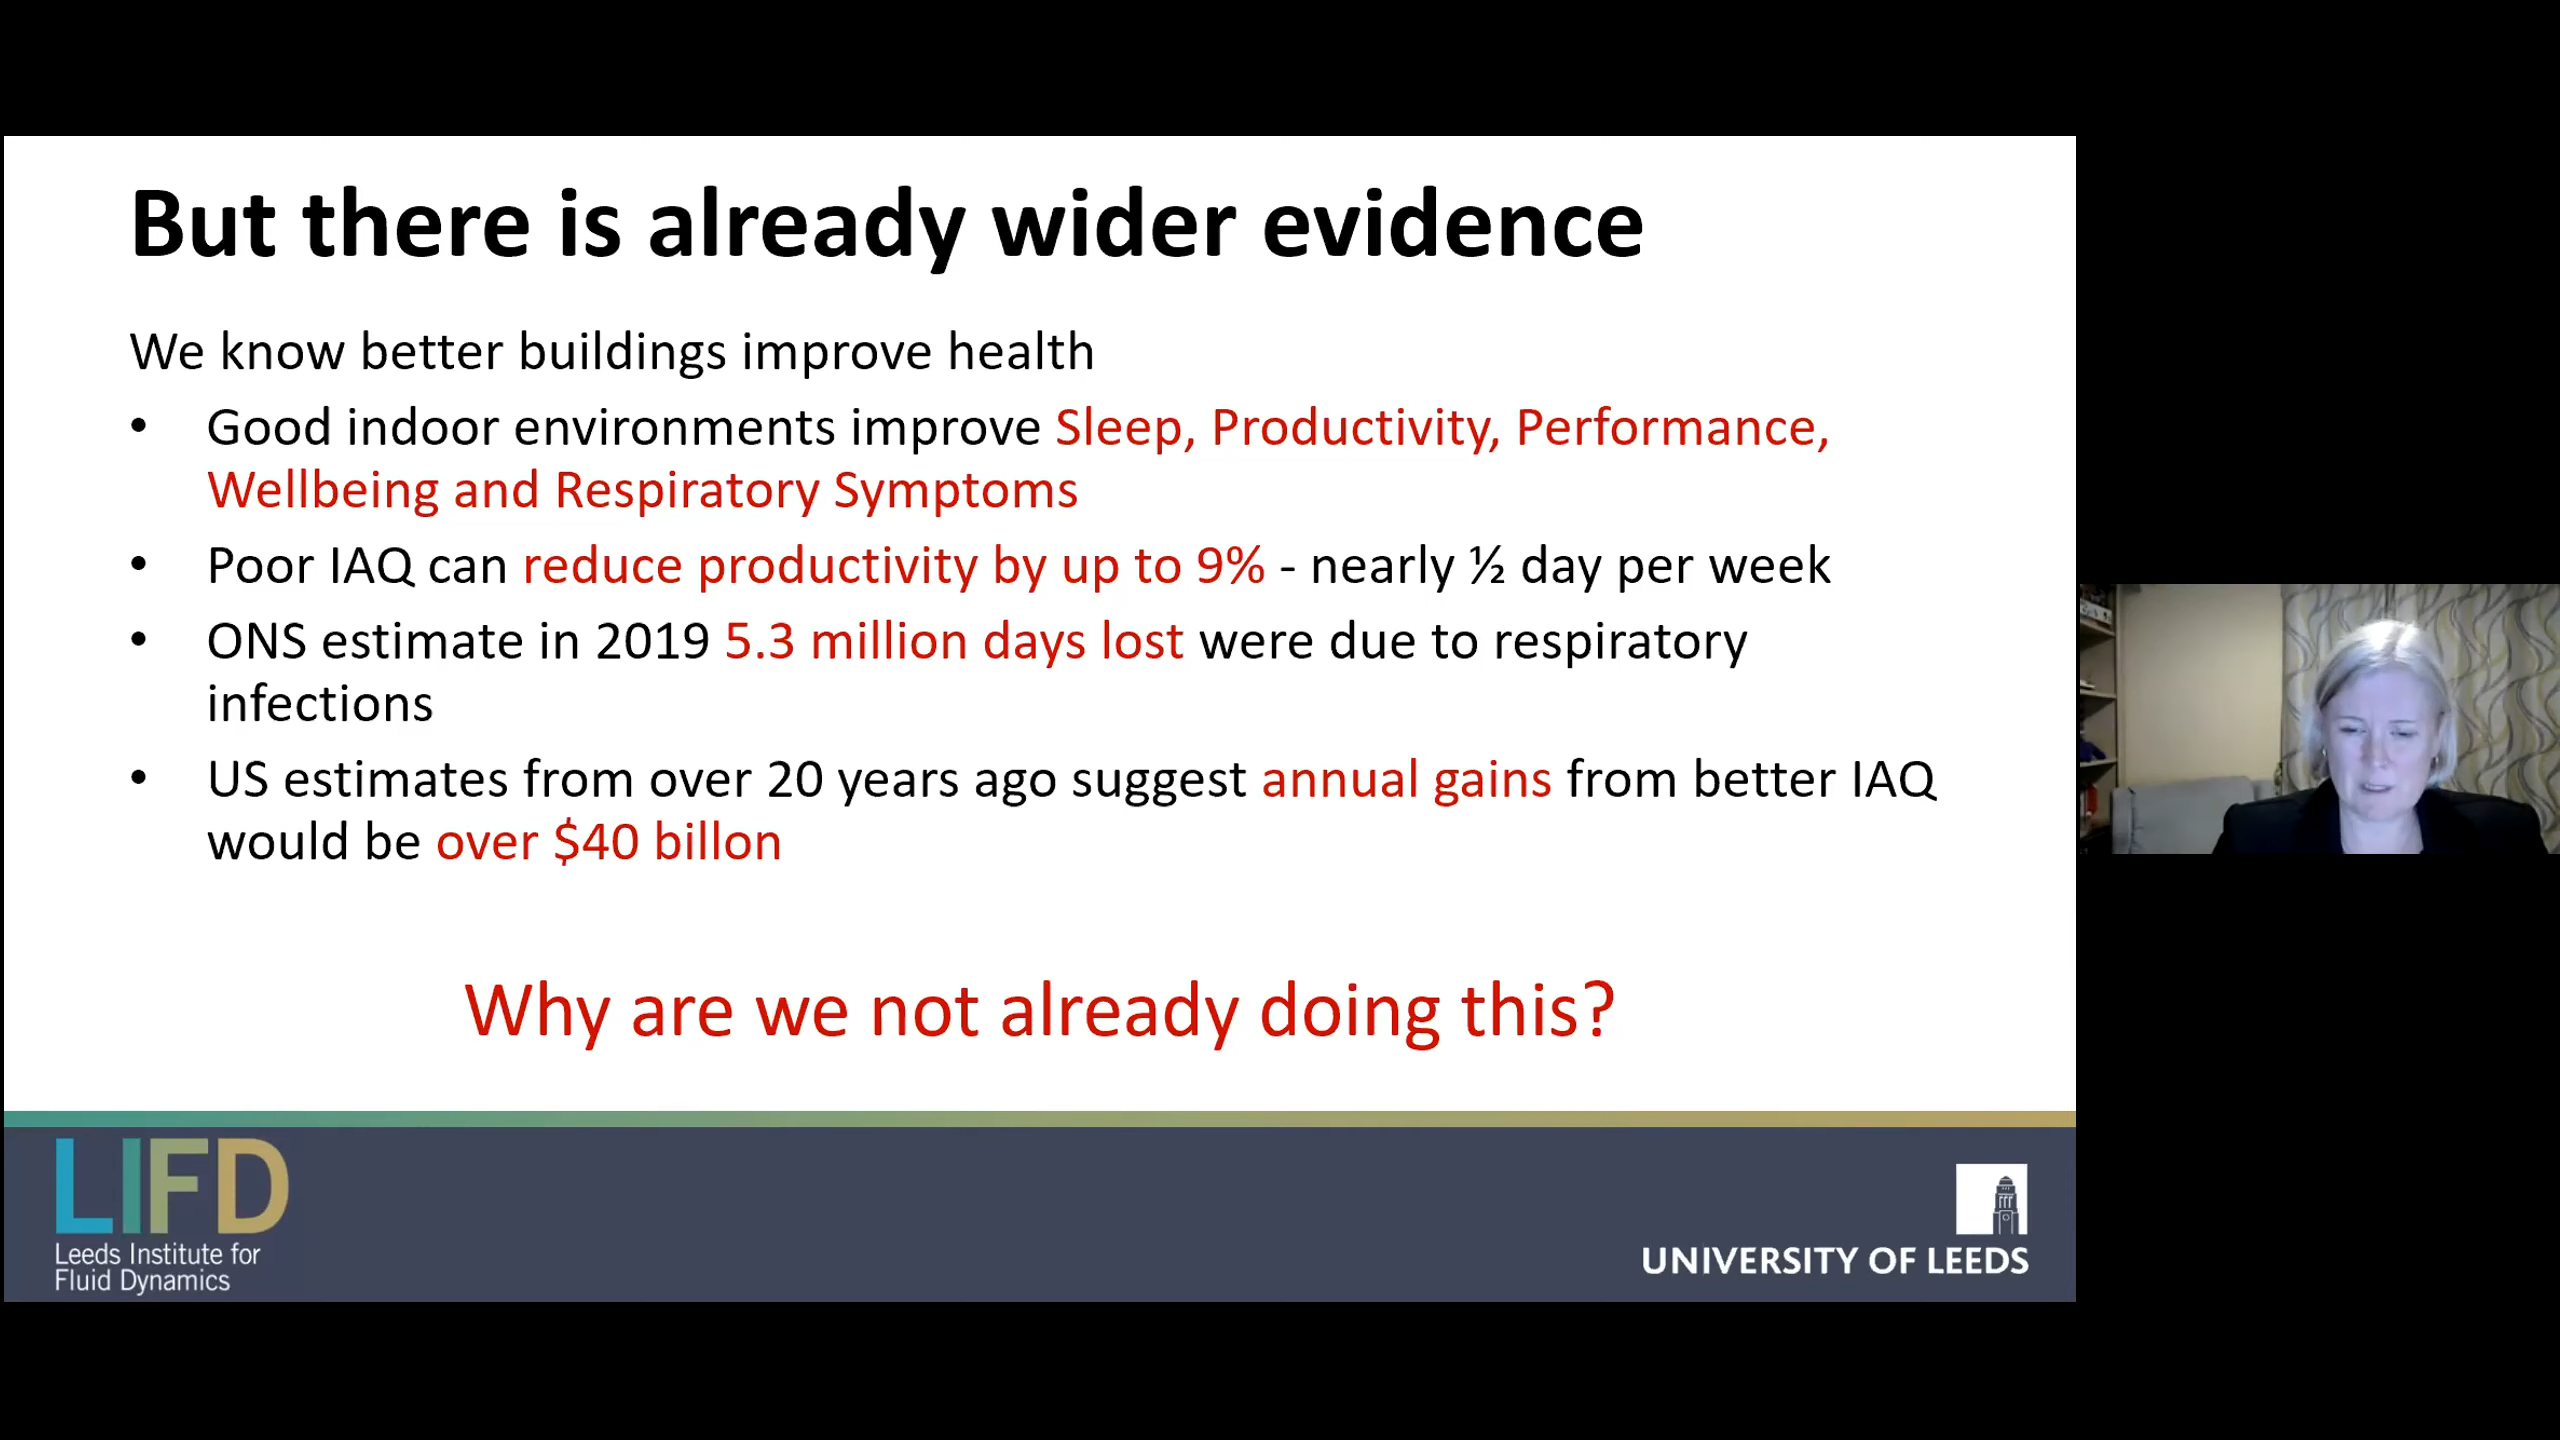 But there is already wider evidence
We know better buildings improve health
• Good indoor environments improve Sleep, Productivity, Performance,
Wellbeing and Respiratory Symptoms
• Poor IAQ can reduce productivity by up to 9% - nearly ½ day per week
• ONS estimate in 2019 5.3 million days lost were due to respiratory
infections
• US estimates from over 20 years ago suggest annual gains from better IAQ
would be over $40 billon
Why are we not already doing this?
LIFD
Leeds Institute for
Fluid Dynamics
UNIVERSITY OF LEEDS